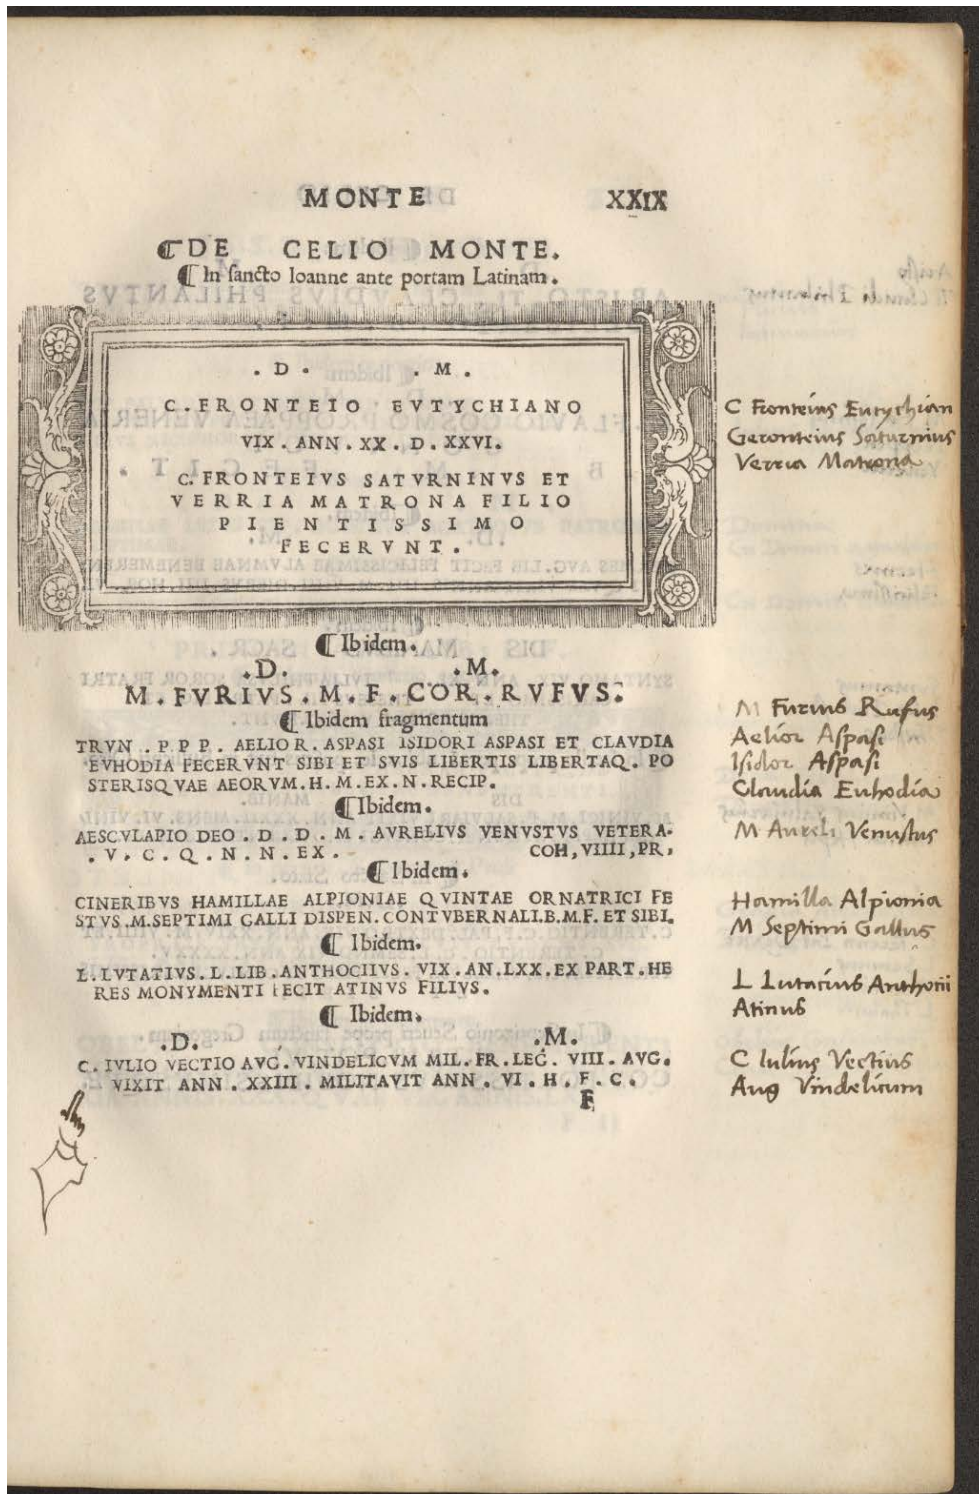 MONTE XXIX
☾DE CELIO MONTE.
☾In sancto Ioanne ante portam Latinam.
. D . . M .
C. FRONTEIO EVTYCHIANO
VIX . ANN . XX . D . XXVI.
C. FRONTEIVS SATVRNINVS ET
VERRIA MATRONA FILIO
PIENTISSIMO
FECERVNT .
C Fronteius Eutychian
Geronteius Saturnius
Verria Matrona
☾ Ibidem.
.D. .M.
M . FVRIVS . M . F . COR . RVFVS.
☾ Ibidem fragmentum
TRVN . P P P . AELIO R . ASPASI ISIDORI ASPASI ET CLAVDIA
EVHODIA FECERVNT SIBI ET SVIS LIBERTIS LIBERTAQ . PO
STERISQVAE AEORVM . H . M . EX . N . RECIP.
☾ Ibidem.
AESCVLAPIO DEO . D . D . M . AVRELIVS VENVSTVS VETERA.
. V . C . Q . N . N . EX . COH, VIIII, PR,
☾ Ibidem.
CINERIBVS HAMILLAE ALPIONIAE QVINTAE ORNATRICI FE
STVS .M.SEPTIMI GALLI DISPEN. CONTVBERNALI.B.M.F. ET SIBI.
☾ Ibidem.
L. LVTATIVS . L . LIB . ANTHOCIIVS . VIX . AN . LXX . EX PART . HE
RES MONYMENTI FECIT ATINVS FILIVS .
☾ Ibidem.
.D. .M.
C. IVLIO VECTIO AVG . VINDELICVM MIL . FR . LEG . VIII . AVG.
VIXIT ANN . XXIII . MILITAVIT ANN . VI . H . F . C .
F
M Furius Rufus
Aelior Aspasi
Isidor Aspasi
Claudia Euhodia
M Aureli Venustus
Hamilla Alpionia
M Septimi Gallus
L Lutatius Anthocii
Atinus
C Iulius Vectius
Aug Vindelicum